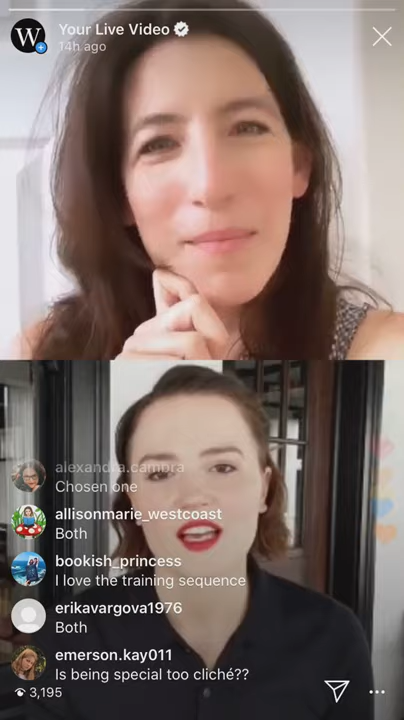 W
Your Live Video
14h ago
alexandra.cambra
Chosen one
allisonmarie_westcoast
Both
bookish_princess
I love the training sequence
erikavargova1976
Both
emerson.kay011
Is being special too cliché??
3,195